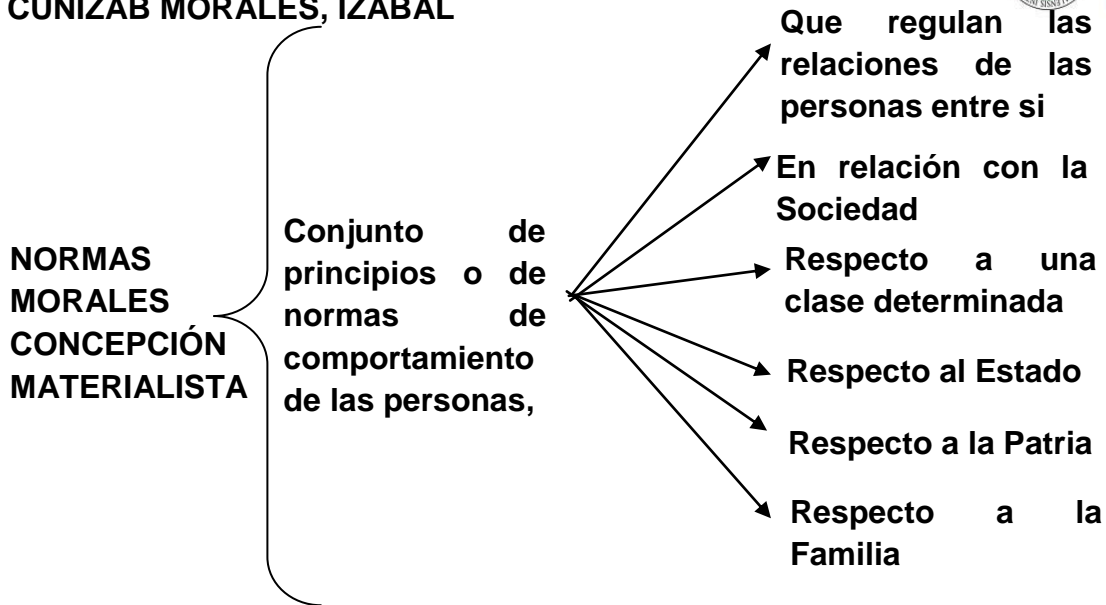 CUNIZAB MORALES, IZABAL
NORMAS
MORALES
CONCEPCIÓN
MATERIALISTA
Conjunto de
principios o de
normas de
comportamiento
de las personas,
Que regulan las
relaciones de las
personas entre si
En relación con la
Sociedad
Respecto a una
clase determinada
Respecto al Estado
Respecto a la Patria
Respecto a la
Familia